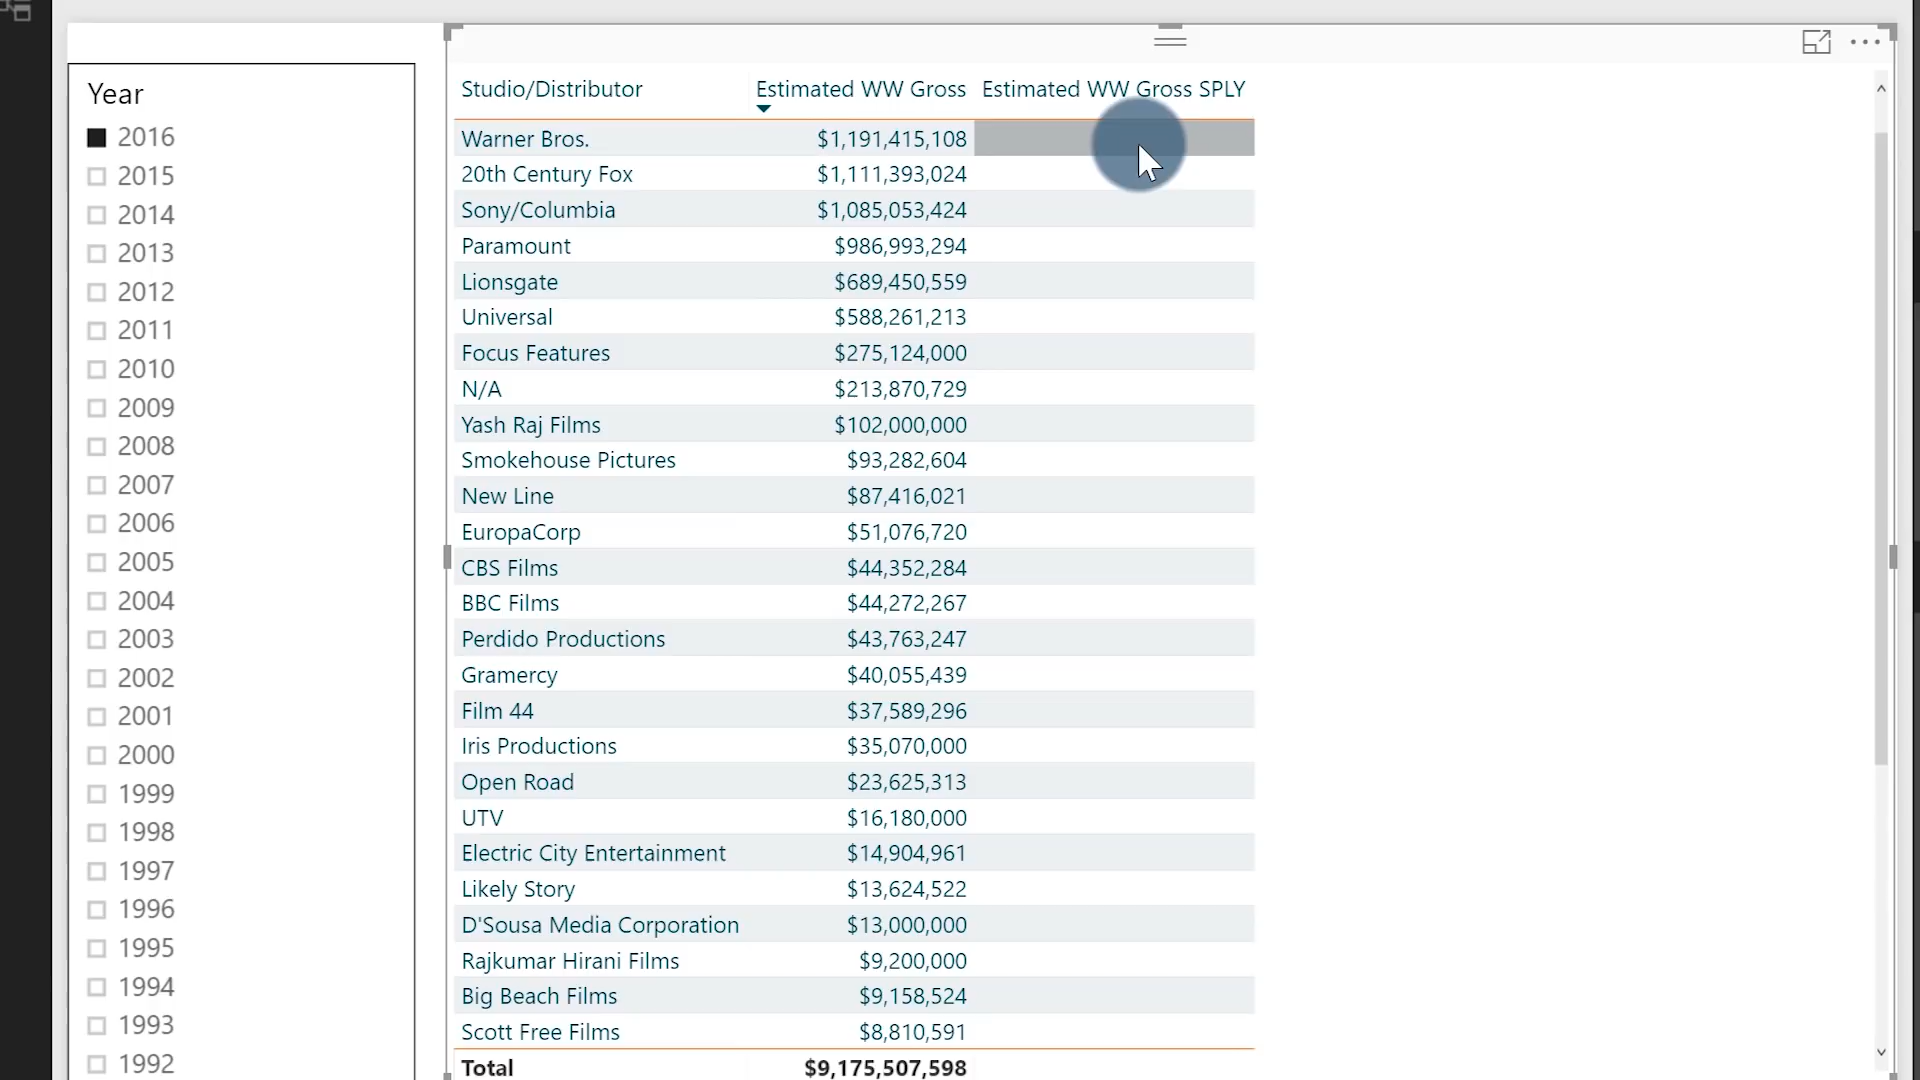 Year
2016
2015
2014
2013
2012
2011
2010
2009
2008
2007
2006
2005
2004
2003
2002
2001
2000
1999
1998
1997
1996
1995
1994
1993
1992
Studio/Distributor Estimated WW Gross Estimated WW Gross SPLY
Warner Bros. $1,191,415,108
20th Century Fox $1,111,393,024
Sony/Columbia $1,085,053,424
Paramount $986,993,294
Lionsgate $689,450,559
Universal $588,261,213
Focus Features $275,124,000
N/A $213,870,729
Yash Raj Films $102,000,000
Smokehouse Pictures $93,282,604
New Line $87,416,021
EuropaCorp $51,076,720
CBS Films $44,352,284
BBC Films $44,272,267
Perdido Productions $43,763,247
Gramercy $40,055,439
Film 44 $37,589,296
Iris Productions $35,070,000
Open Road $23,625,313
UTV $16,180,000
Electric City Entertainment $14,904,961
Likely Story $13,624,522
D'Sousa Media Corporation $13,000,000
Rajkumar Hirani Films $9,200,000
Big Beach Films $9,158,524
Scott Free Films $8,810,591
Total $9,175,507,598